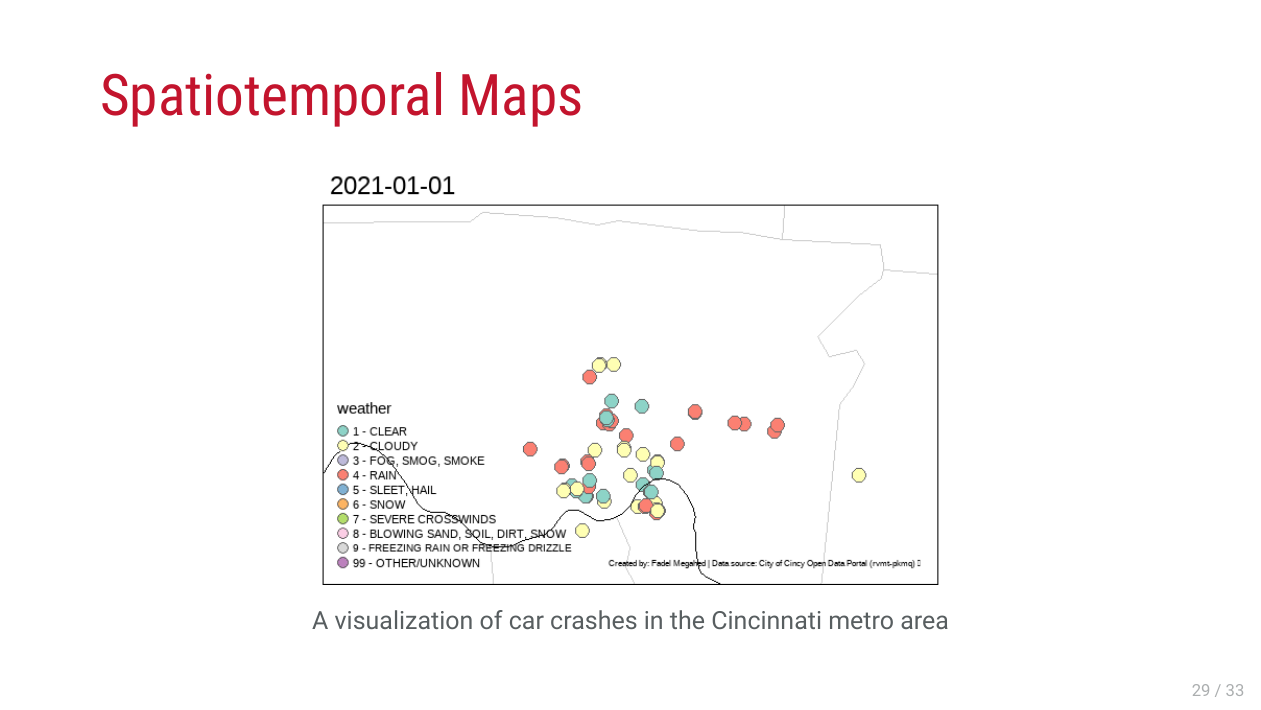 Spatiotemporal Maps
2021-01-01
weather
1 - CLEAR
2 - CLOUDY
3 - FOG, SMOG, SMOKE
4 - RAIN
5 - SLEET, HAIL
6 - SNOW
7 - SEVERE CROSSWINDS
8 - BLOWING SAND, SOIL, DIRT, SNOW
9 - FREEZING RAIN OR FREEZING DRIZZLE
99 - OTHER/UNKNOWN
Created by: Fadel Megahed | Data source: City of Cincy Open Data Portal (rvmt-pkmq)
A visualization of car crashes in the Cincinnati metro area
29 / 33